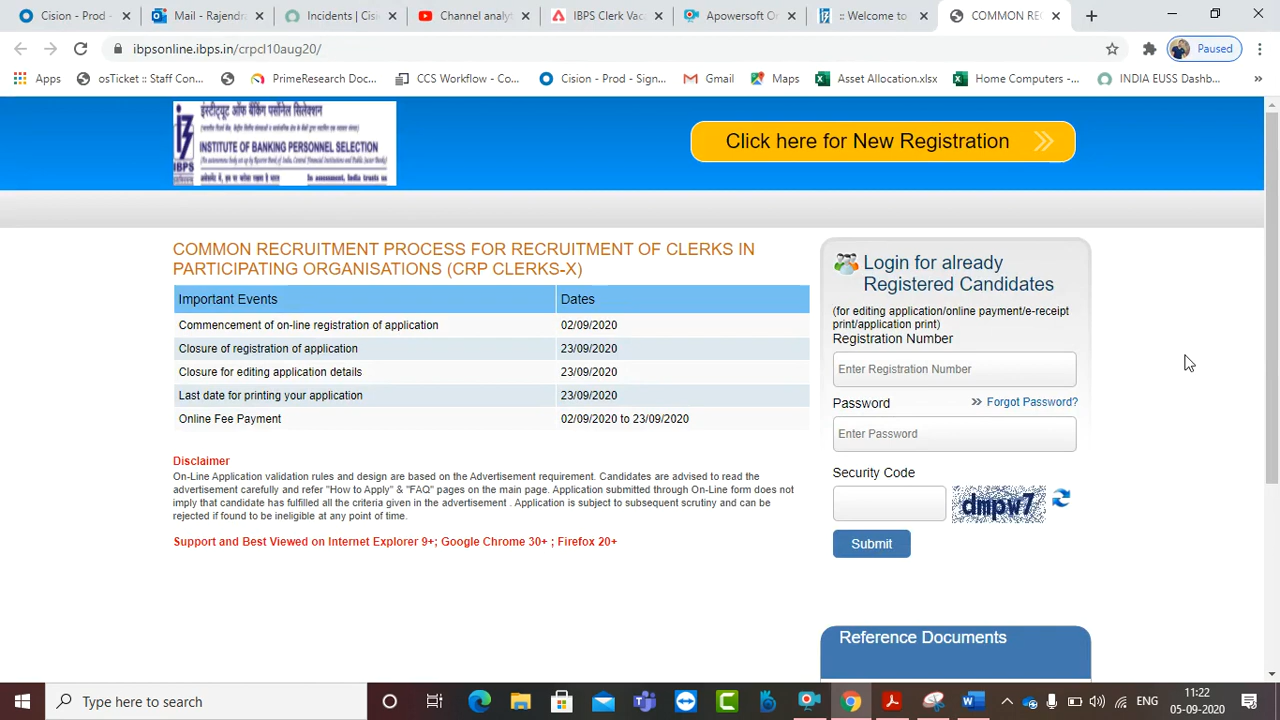 Cision - Prod -
Mail - Rajendr
Incidents | Cisi
Channel analy
IBPS Clerk Vac
Apowersoft On
:: Welcome to
COMMON REC
ibpsonline.ibps.in/crpcl10aug20/
Paused
Apps
osTicket :: Staff Con...
PrimeResearch Doc...
CCS Workflow - Co...
Cision - Prod - Sign...
Gmail
Maps
Asset Allocation.xlsx
Home Computers -...
INDIA EUSS Dashb...
इंस्टीट्यूट ऑफ बैंकिंग पर्सोनेल सिलेक्शन
INSTITUTE OF BANKING PERSONNEL SELECTION
IBPS
In assessment, India trusts us
Click here for New Registration
COMMON RECRUITMENT PROCESS FOR RECRUITMENT OF CLERKS IN
PARTICIPATING ORGANISATIONS (CRP CLERKS-X)
Important Events Dates
Commencement of on-line registration of application 02/09/2020
Closure of registration of application 23/09/2020
Closure for editing application details 23/09/2020
Last date for printing your application 23/09/2020
Online Fee Payment 02/09/2020 to 23/09/2020
Disclaimer
On-Line Application validation rules and design are based on the Advertisement requirement. Candidates are advised to read the
advertisement carefully and refer "How to Apply" & "FAQ" pages on the main page. Application submitted through On-Line form does not
imply that candidate has fulfilled all the criteria given in the advertisement . Application is subject to subsequent scrutiny and can be
rejected if found to be ineligible at any point of time.
Support and Best Viewed on Internet Explorer 9+; Google Chrome 30+ ; Firefox 20+
Login for already
Registered Candidates
(for editing application/online payment/e-receipt
print/application print)
Registration Number
Enter Registration Number
Password Forgot Password?
Enter Password
Security Code
dmpw7
Submit
Reference Documents
Type here to search
ENG
11:22
05-09-2020